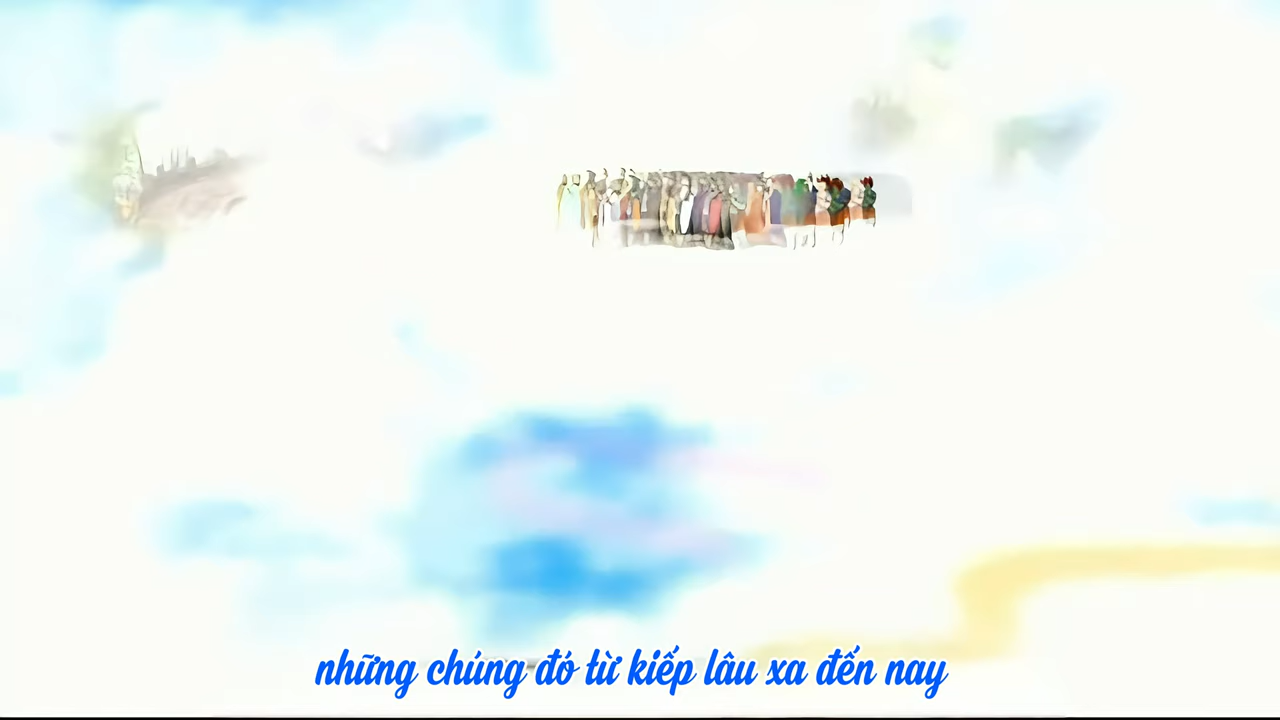 những chúng đó từ kiếp lâu xa đến nay